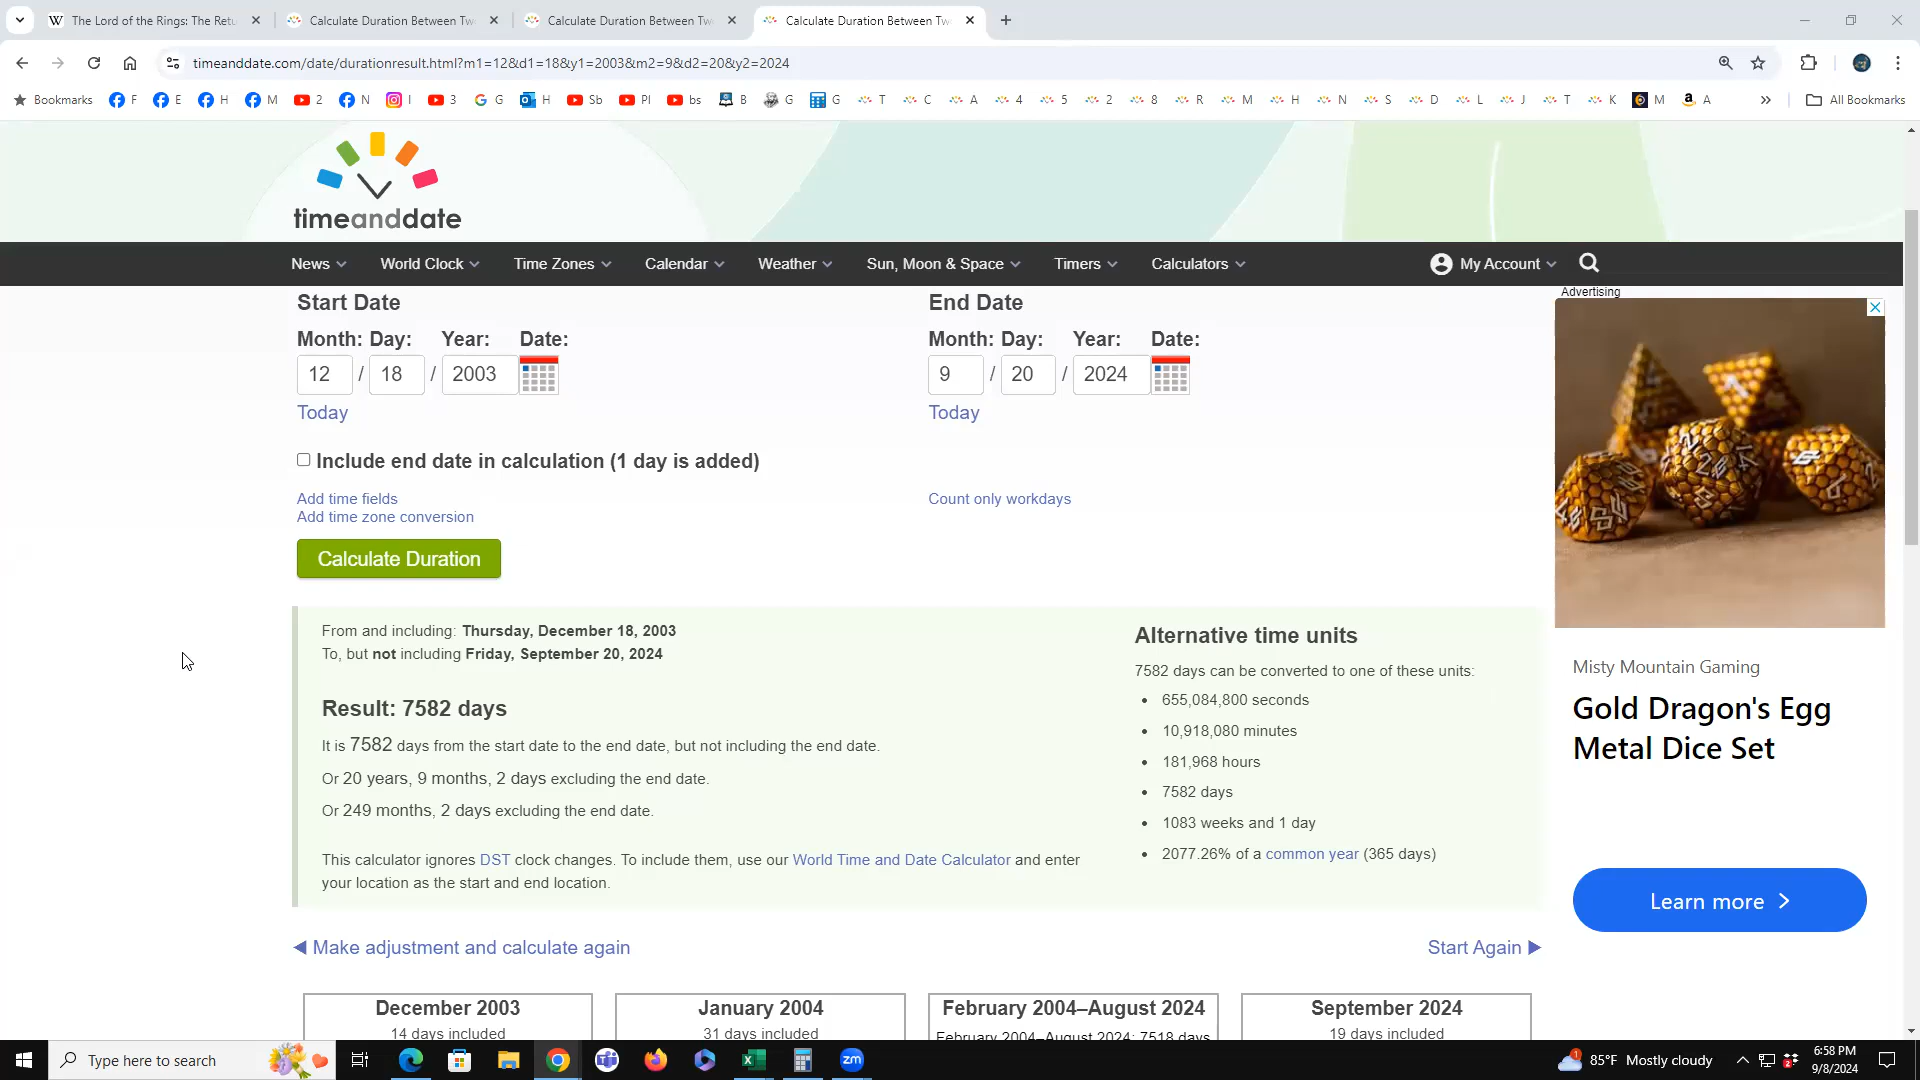 The Lord of the Rings: The Retu
Calculate Duration Between Tw
Calculate Duration Between Tw
Calculate Duration Between Tw
timeanddate.com/date/durationresult.html?m1=12&d1=18&y1=2003&m2=9&d2=20&y2=2024
Bookmarks F E H M 2 N I 3 G H Sb Pl bs B G G T C A 4 5 2 8 R M H N S D L J T K M A » All Bookmarks
timeanddate
News World Clock Time Zones Calendar Weather Sun, Moon & Space Timers Calculators My Account
Start Date End Date
Month: Day: Year: Date: Month: Day: Year: Date:
12 / 18 / 2003 9 / 20 / 2024
Today Today
Include end date in calculation (1 day is added)
Add time fields Count only workdays
Add time zone conversion
Calculate Duration
From and including: Thursday, December 18, 2003
To, but not including Friday, September 20, 2024
Result: 7582 days
It is 7582 days from the start date to the end date, but not including the end date.
Or 20 years, 9 months, 2 days excluding the end date.
Or 249 months, 2 days excluding the end date.
This calculator ignores DST clock changes. To include them, use our World Time and Date Calculator and enter
your location as the start and end location.
Alternative time units
7582 days can be converted to one of these units:
• 655,084,800 seconds
• 10,918,080 minutes
• 181,968 hours
• 7582 days
• 1083 weeks and 1 day
• 2077.26% of a common year (365 days)
Make adjustment and calculate again Start Again
December 2003
14 days included
January 2004
31 days included
February 2004–August 2024
February 2004–August 2024: 7518 days
September 2024
19 days included
Advertising
Misty Mountain Gaming
Gold Dragon's Egg
Metal Dice Set
Learn more
Type here to search
zm
85°F Mostly cloudy
6:58 PM
9/8/2024